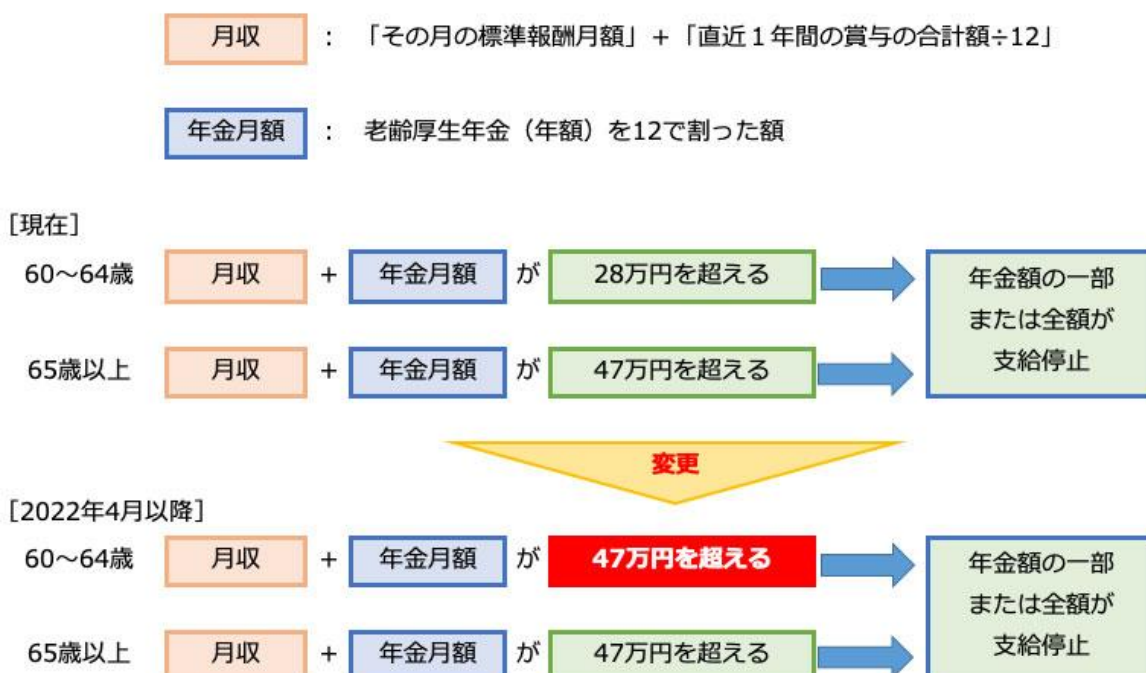 月収 : 「その月の標準報酬月額」+「直近１年間の賞与の合計額÷12」
年金月額 : 老齢厚生年金（年額）を12で割った額
［現在］
60～64歳 月収 + 年金月額 が 28万円を超える
65歳以上 月収 + 年金月額 が 47万円を超える
年金額の一部
または全額が
支給停止
変更
［2022年4月以降］
60～64歳 月収 + 年金月額 が 47万円を超える
65歳以上 月収 + 年金月額 が 47万円を超える
年金額の一部
または全額が
支給停止